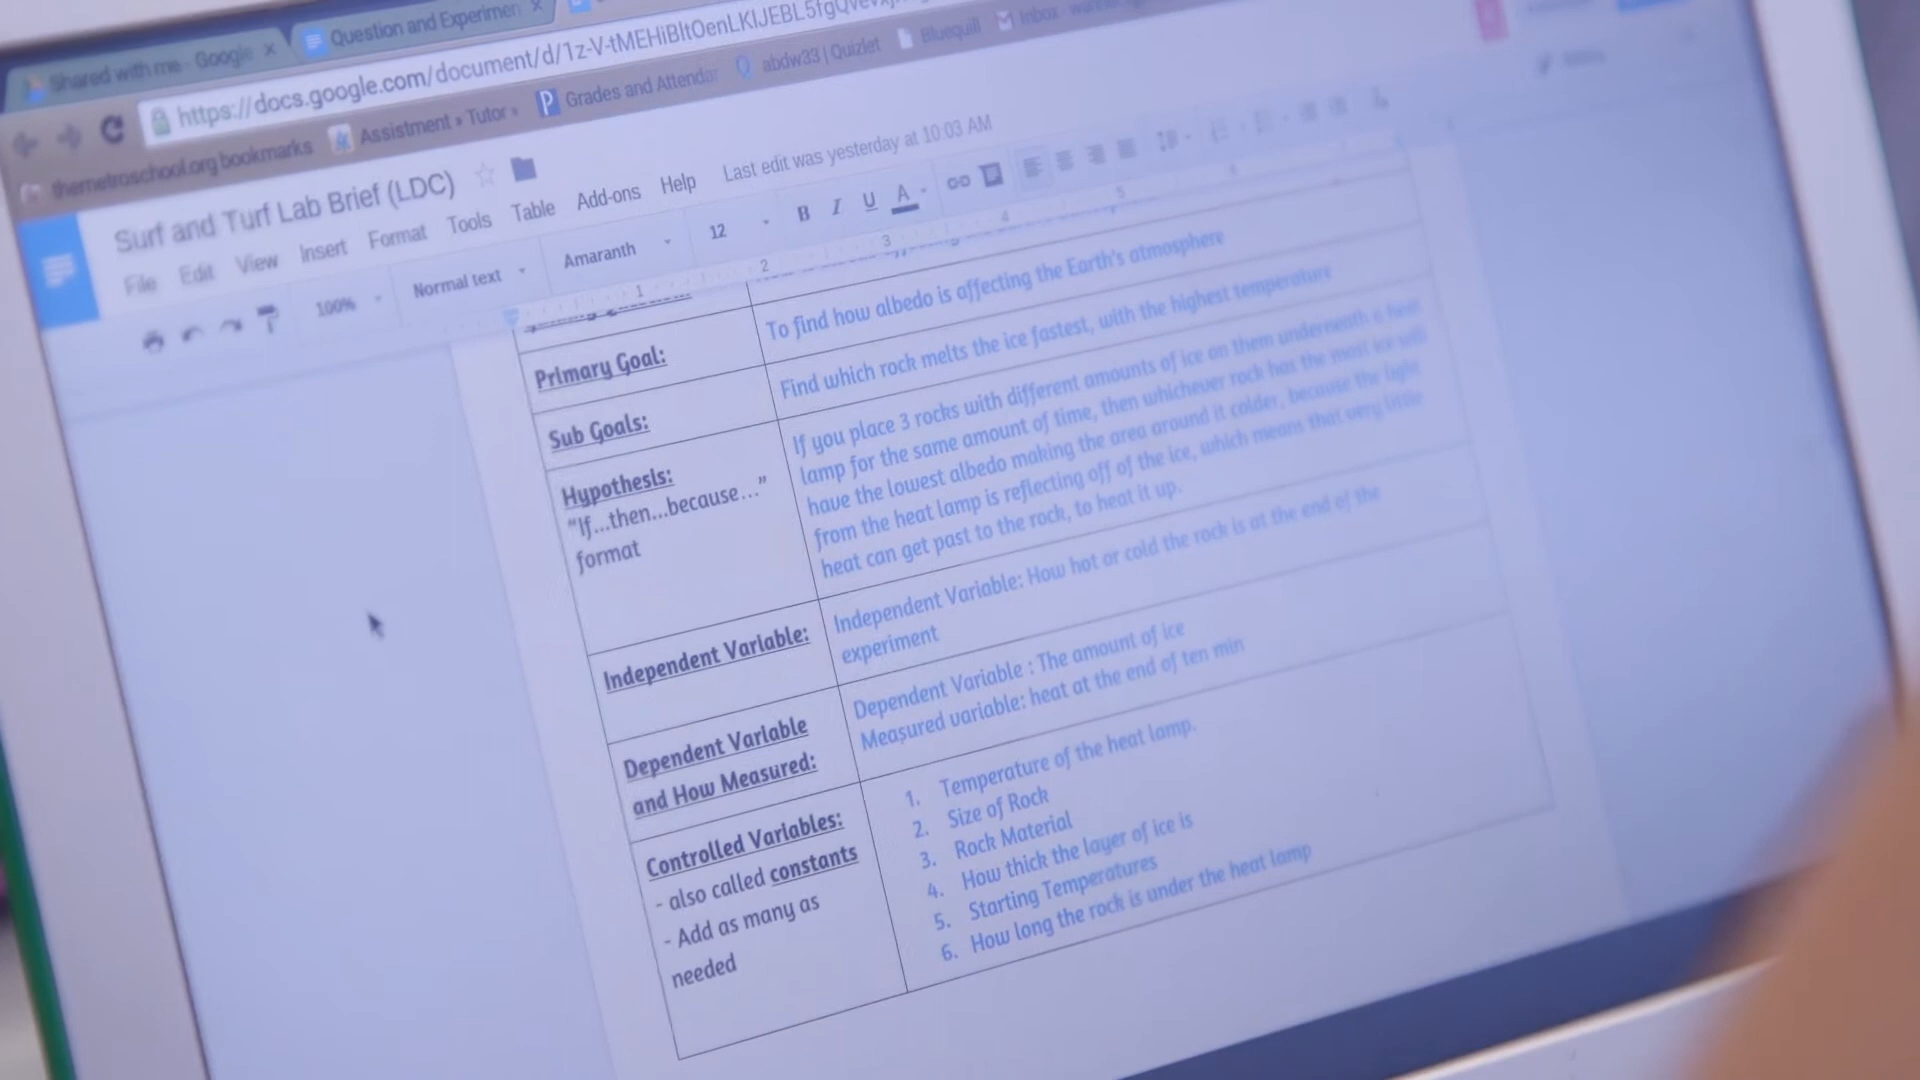 Shared with me - Google
Question and Experimen
https://docs.google.com/document/d/1z-V-tMEHiBltOenLKIJEBL5fgQ
themetroschool.org bookmarks
Assistment » Tutor »
Grades and Attendar
abdw33 | Quizlet
Bluequill
Inbox
Surf and Turf Lab Brief (LDC)
File Edit View Insert Format Tools Table Add-ons Help
Last edit was yesterday at 10:03 AM
100% Normal text Amaranth 12 B I U A
1 2 3 4 5 6
Primary Goal:
To find how albedo is affecting the Earth's atmosphere
Sub Goals:
Find which rock melts the ice fastest, with the highest temperature
Hypothesis:
"If...then...because..."
format
If you place 3 rocks with different amounts of ice on them underneath a heat
lamp for the same amount of time, then whichever rock has the most ice will
have the lowest albedo making the area around it colder, because the light
from the heat lamp is reflecting off of the ice, which means that very little
heat can get past to the rock, to heat it up.
Independent Variable:
Independent Variable: How hot or cold the rock is at the end of the
experiment
Dependent Variable
and How Measured:
Dependent Variable : The amount of ice
Measured variable: heat at the end of ten min
Controlled Variables:
- also called constants
- Add as many as
needed
1. Temperature of the heat lamp.
2. Size of Rock
3. Rock Material
4. How thick the layer of ice is
5. Starting Temperatures
6. How long the rock is under the heat lamp